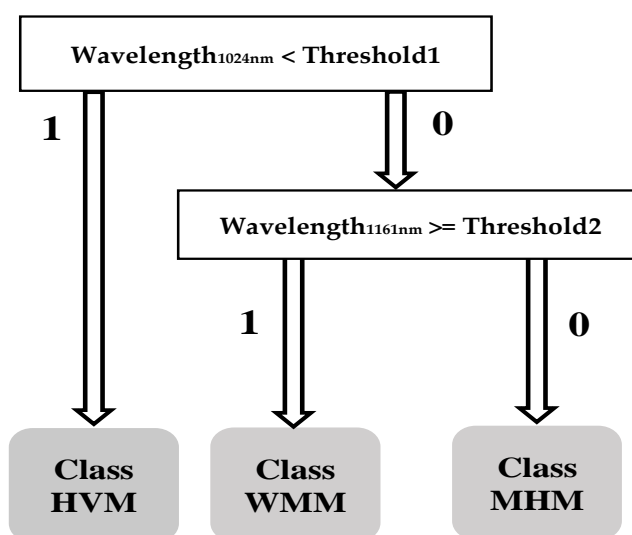 Wavelength1024nm < Threshold1
1
0
Wavelength1161nm >= Threshold2
1
0
Class
HVM
Class
WMM
Class
MHM